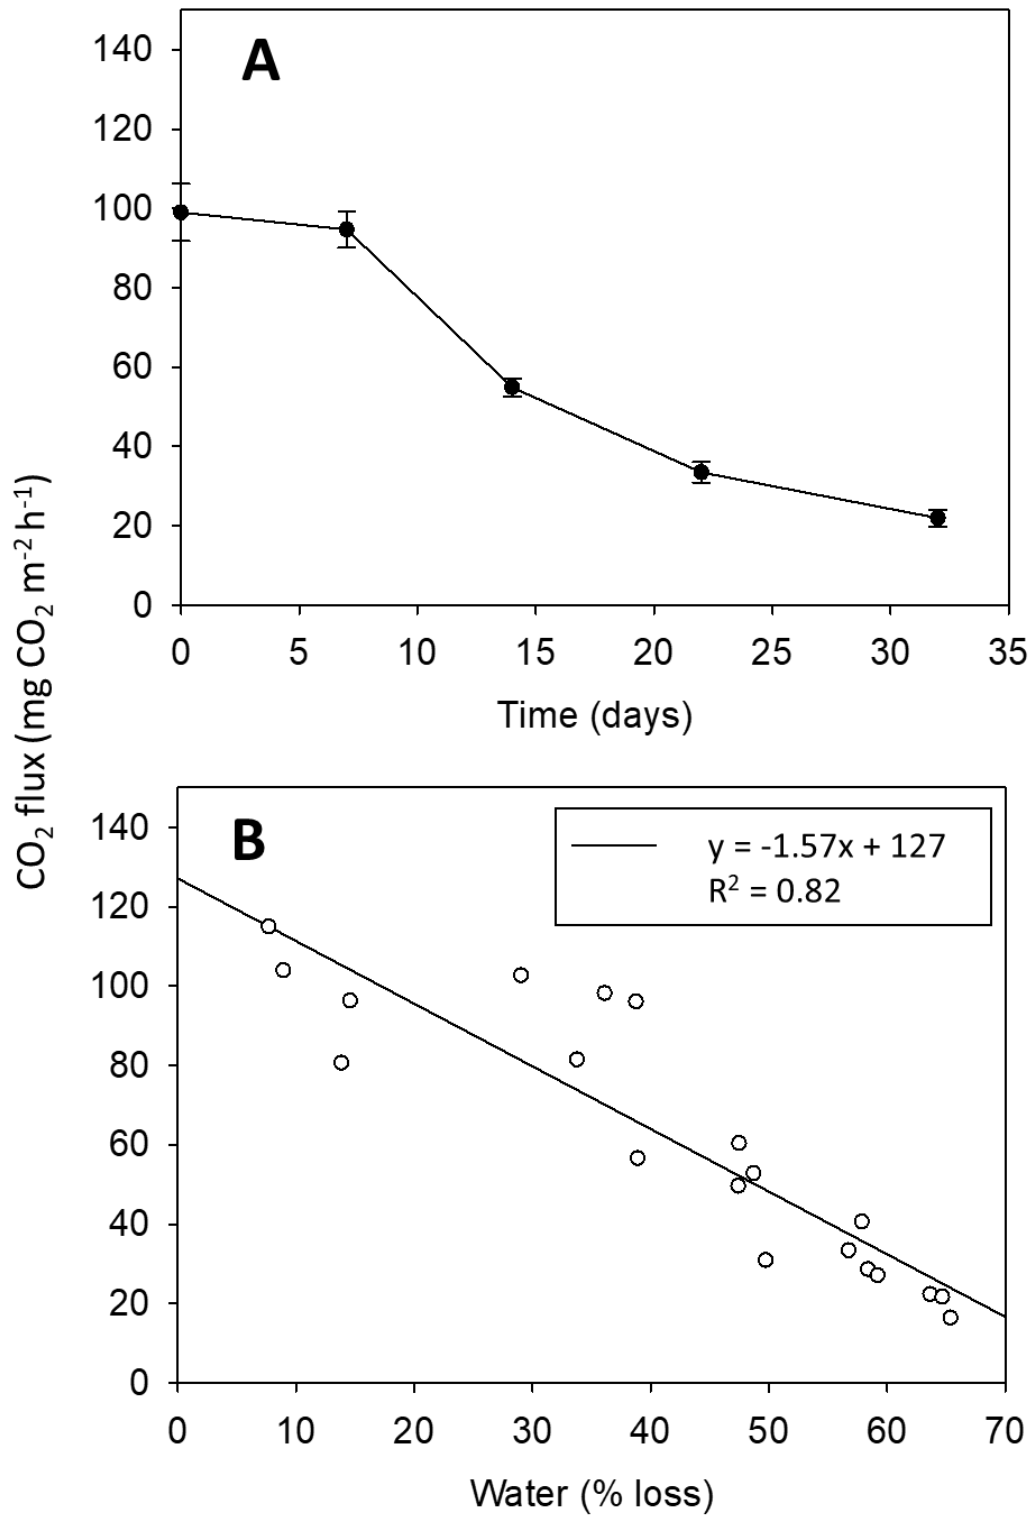 A
140
120
100
80
60
40
20
0
0 5 10 15 20 25 30 35
Time (days)
CO₂ flux (mg CO₂ m⁻² h⁻¹)
B
y = -1.57x + 127
R² = 0.82
140
120
100
80
60
40
20
0
0 10 20 30 40 50 60 70
Water (% loss)